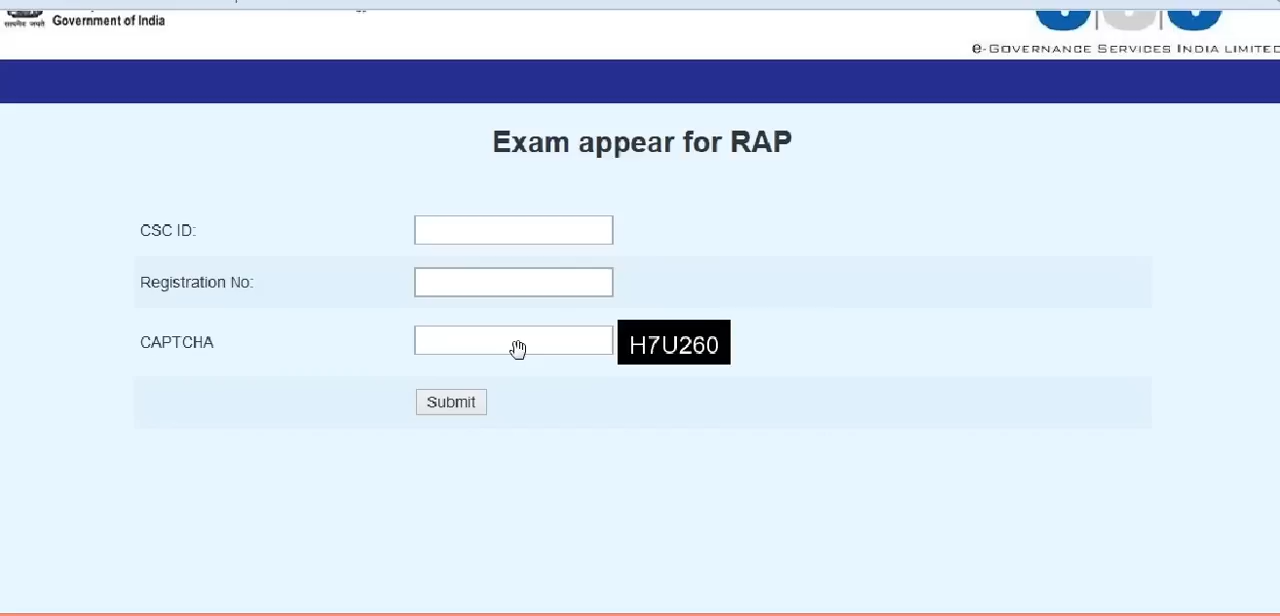 Government of India
e-Governance Services India Limited
Exam appear for RAP
CSC ID:
Registration No:
CAPTCHA
H7U260
Submit